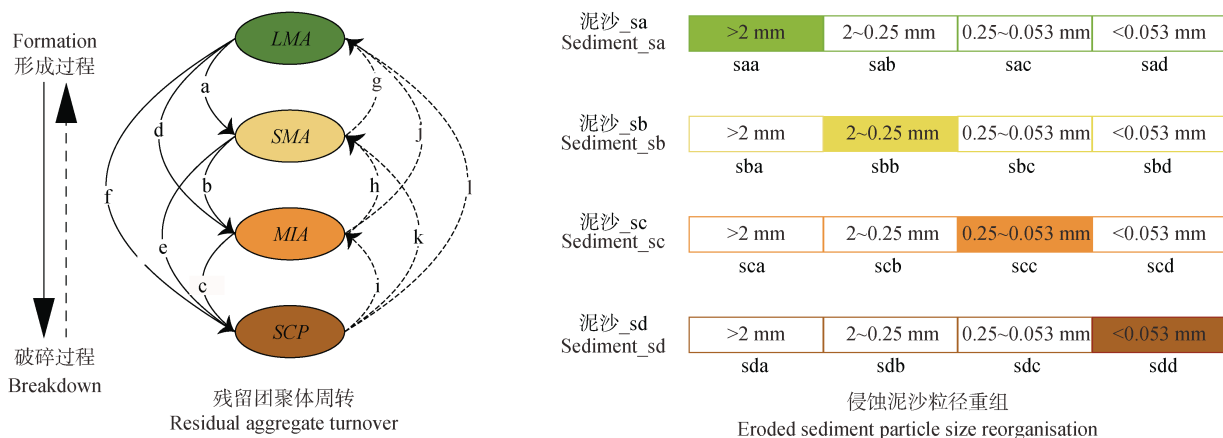 Formation
形成过程
破碎过程
Breakdown
LMA
SMA
MIA
SCP
a
b
c
d
e
f
g
h
i
j
k
l
残留团聚体周转
Residual aggregate turnover
泥沙_sa
Sediment_sa
>2 mm 2~0.25 mm 0.25~0.053 mm <0.053 mm
saa sab sac sad
泥沙_sb
Sediment_sb
>2 mm 2~0.25 mm 0.25~0.053 mm <0.053 mm
sba sbb sbc sbd
泥沙_sc
Sediment_sc
>2 mm 2~0.25 mm 0.25~0.053 mm <0.053 mm
sca scb scc scd
泥沙_sd
Sediment_sd
>2 mm 2~0.25 mm 0.25~0.053 mm <0.053 mm
sda sdb sdc sdd
侵蚀泥沙粒径重组
Eroded sediment particle size reorganisation